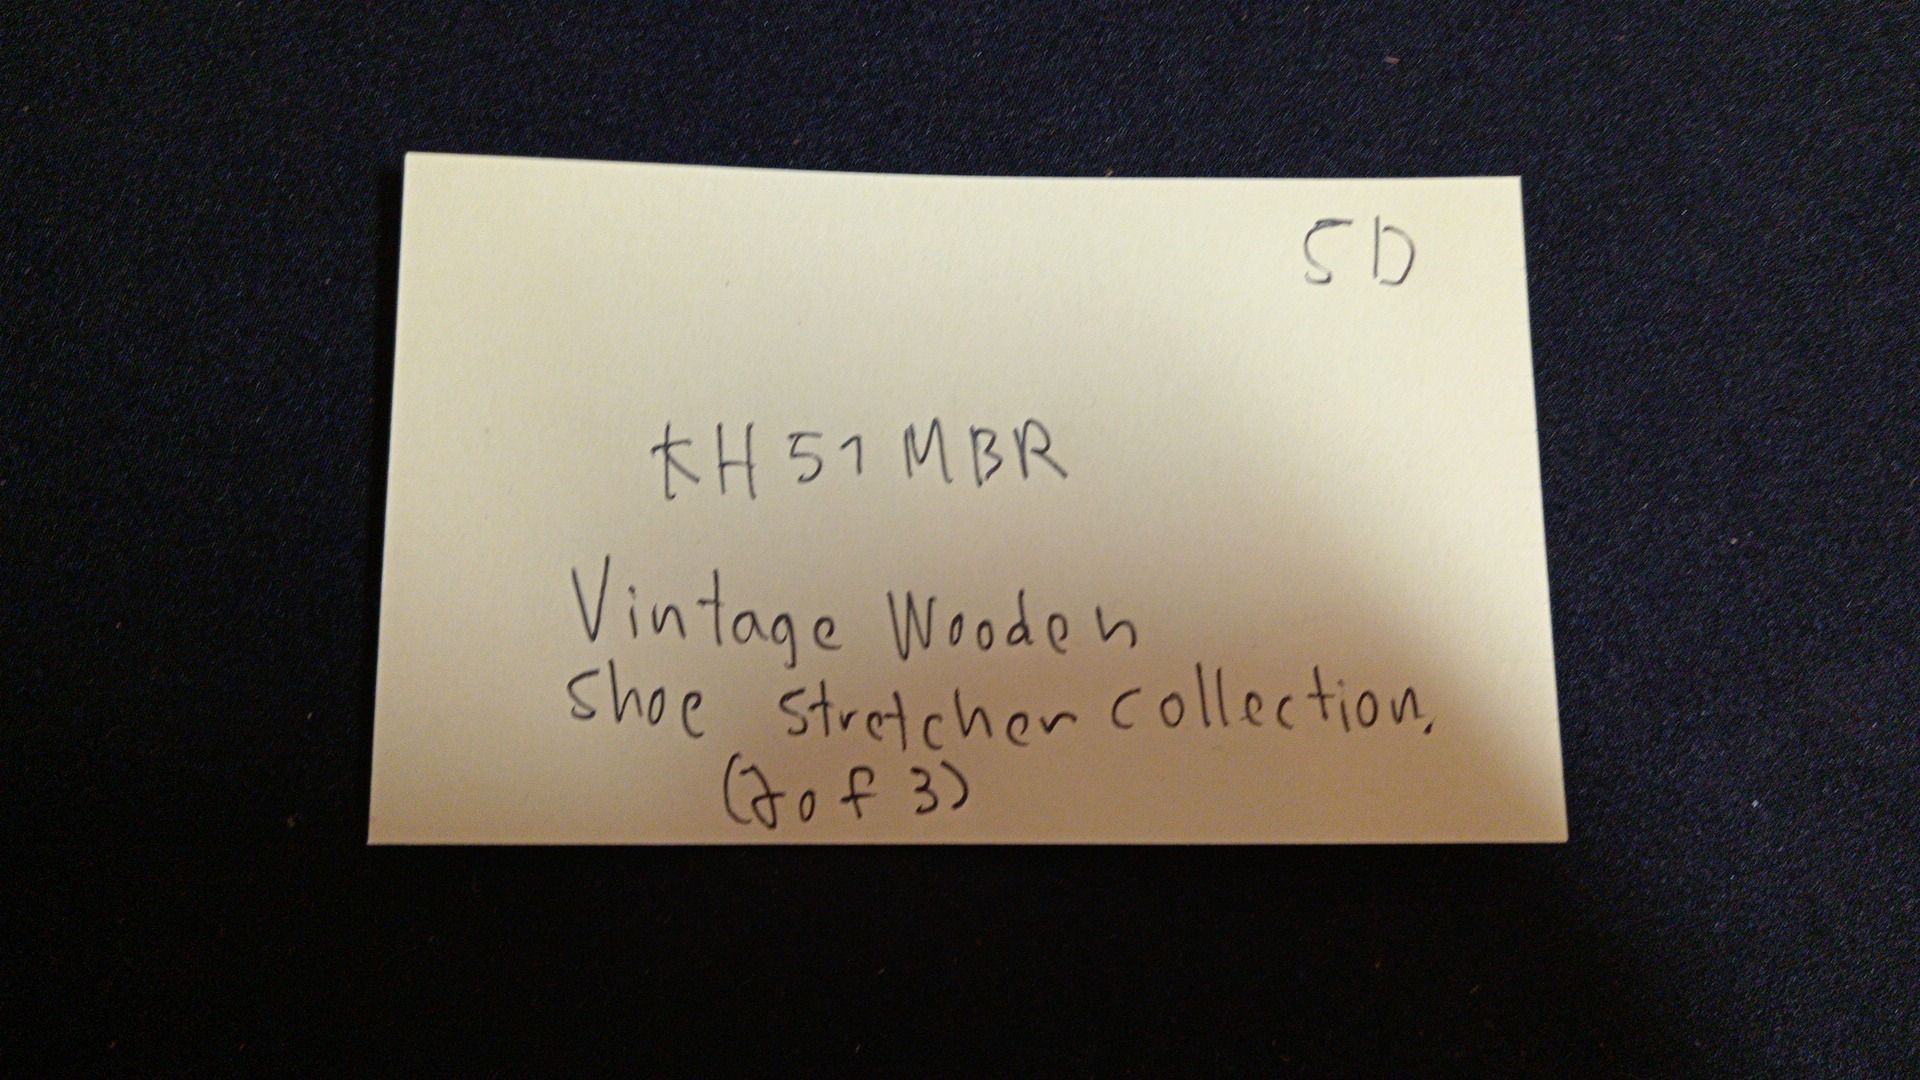 5D
KH51MBR
Vintage Wooden
Shoe stretcher collection.
(2 of 3)